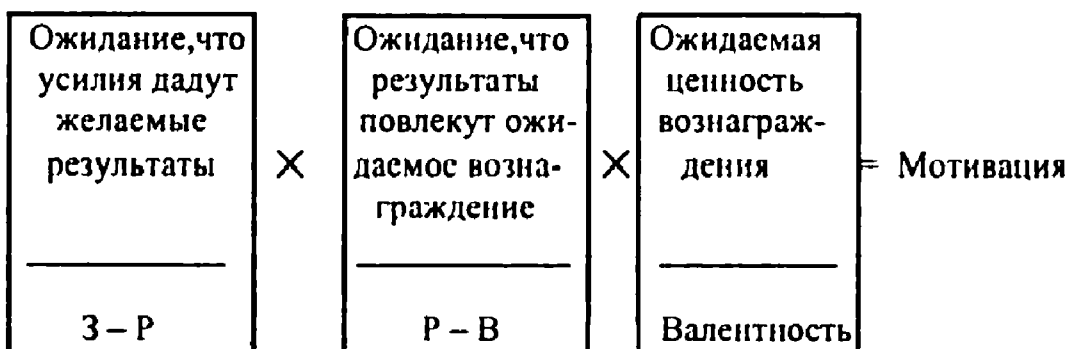 Ожидание,что
усилия дадут
желаемые
результаты
З – Р
×
Ожидание,что
результаты
повлекут ожи-
даемое возна-
граждение
Р – В
×
Ожидаемая
ценность
вознаграж-
дения
Валентность
= Мотивация